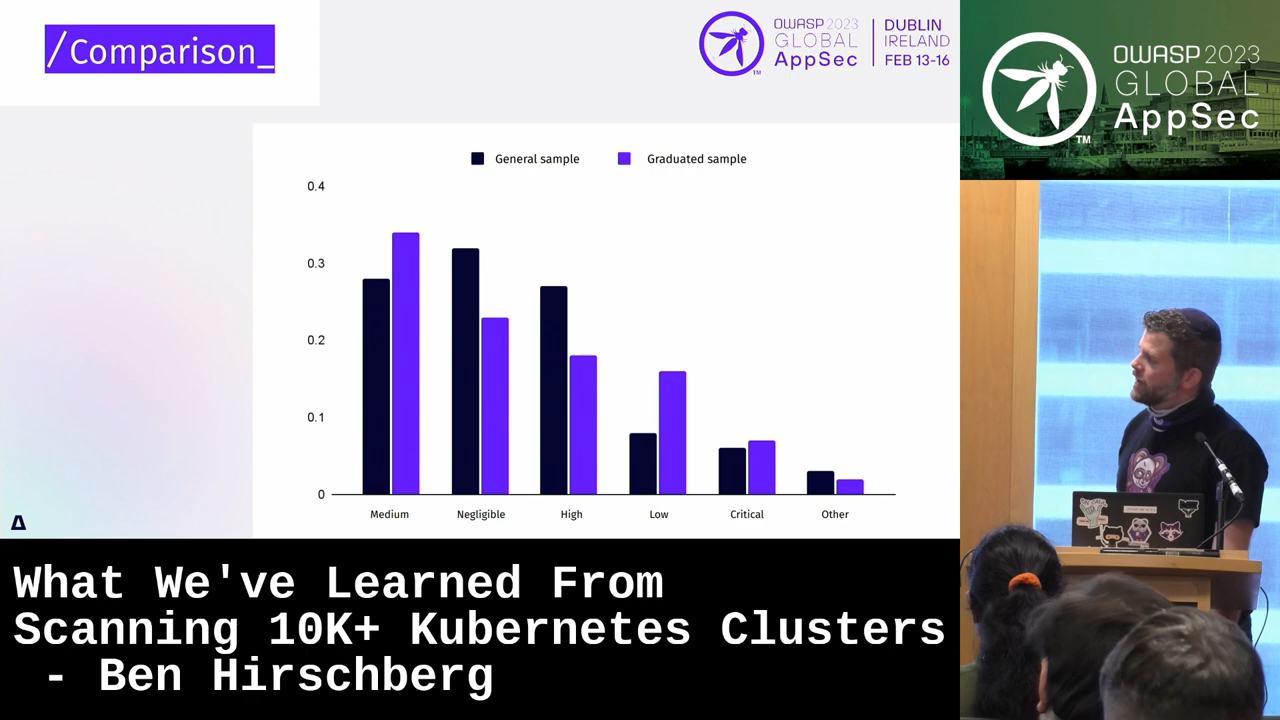 /Comparison_
OWASP 2023
GLOBAL
AppSec
TM
DUBLIN
IRELAND
FEB 13-16
General sample
Graduated sample
0.4
0.3
0.2
0.1
0
Medium
Negligible
High
Low
Critical
Other
OWASP 2023
GLOBAL
AppSec
TM
What We've Learned From
Scanning 10K+ Kubernetes Clusters
- Ben Hirschberg